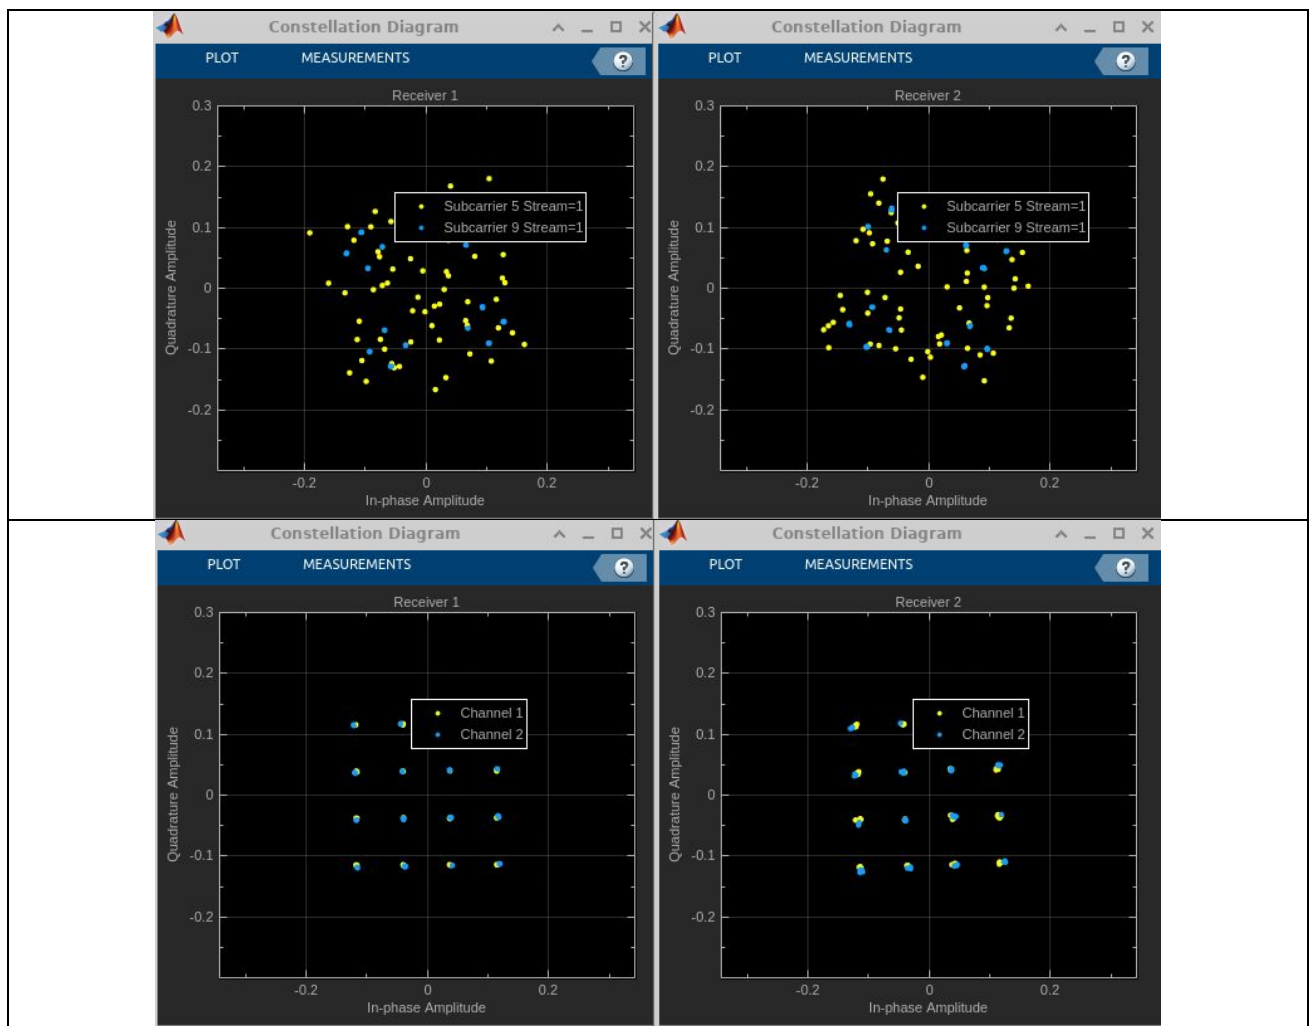 Constellation Diagram
PLOT MEASUREMENTS ?
Receiver 1
Quadrature Amplitude
0.3
0.2
0.1
0
-0.1
-0.2
Subcarrier 5 Stream=1
Subcarrier 9 Stream=1
-0.2 0 0.2
In-phase Amplitude
Constellation Diagram
PLOT MEASUREMENTS ?
Receiver 2
Quadrature Amplitude
0.3
0.2
0.1
0
-0.1
-0.2
Subcarrier 5 Stream=1
Subcarrier 9 Stream=1
-0.2 0 0.2
In-phase Amplitude
Constellation Diagram
PLOT MEASUREMENTS ?
Receiver 1
Quadrature Amplitude
0.3
0.2
0.1
0
-0.1
-0.2
Channel 1
Channel 2
-0.2 0 0.2
In-phase Amplitude
Constellation Diagram
PLOT MEASUREMENTS ?
Receiver 2
Quadrature Amplitude
0.3
0.2
0.1
0
-0.1
-0.2
Channel 1
Channel 2
-0.2 0 0.2
In-phase Amplitude